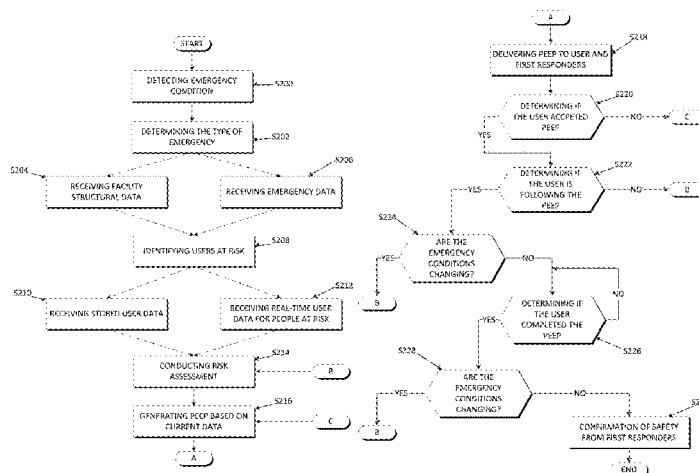 START
DETECTING EMERGENCY
CONDITION
S200
DETERMINING THE TYPE OF
EMERGENCY
S202
S204
RECEIVING FACILITY
STRUCTURAL DATA
S206
RECEIVING EMERGENCY DATA
IDENTIFYING USERS AT RISK
S208
S210
RECEIVING STORED USER DATA
S212
RECEIVING REAL-TIME USER
DATA FOR PEOPLE AT RISK
CONDUCTING RISK
ASSESSMENT
S214
B
GENERATING PEEP BASED ON
CURRENT DATA
S216
C
A
A
DELIVERING PEEP TO USER AND
FIRST RESPONDERS
S218
DETERMINING IF
THE USER ACCPETED
PEEP
S220
NO
C
YES
DETERMINING IF
THE USER IS
FOLLOWING THE
PEEP
S222
NO
B
YES
S224
ARE THE
EMERGENCY
CONDITIONS
CHANGING?
YES
B
NO
NO
DETERMINING IF
THE USER
COMPLETED THE
PEEP
S226
YES
S228
ARE THE
EMERGENCY
CONDITIONS
CHANGING?
YES
B
NO
CONFIRMATION OF SAFETY
FROM FIRST RESPONDERS
END